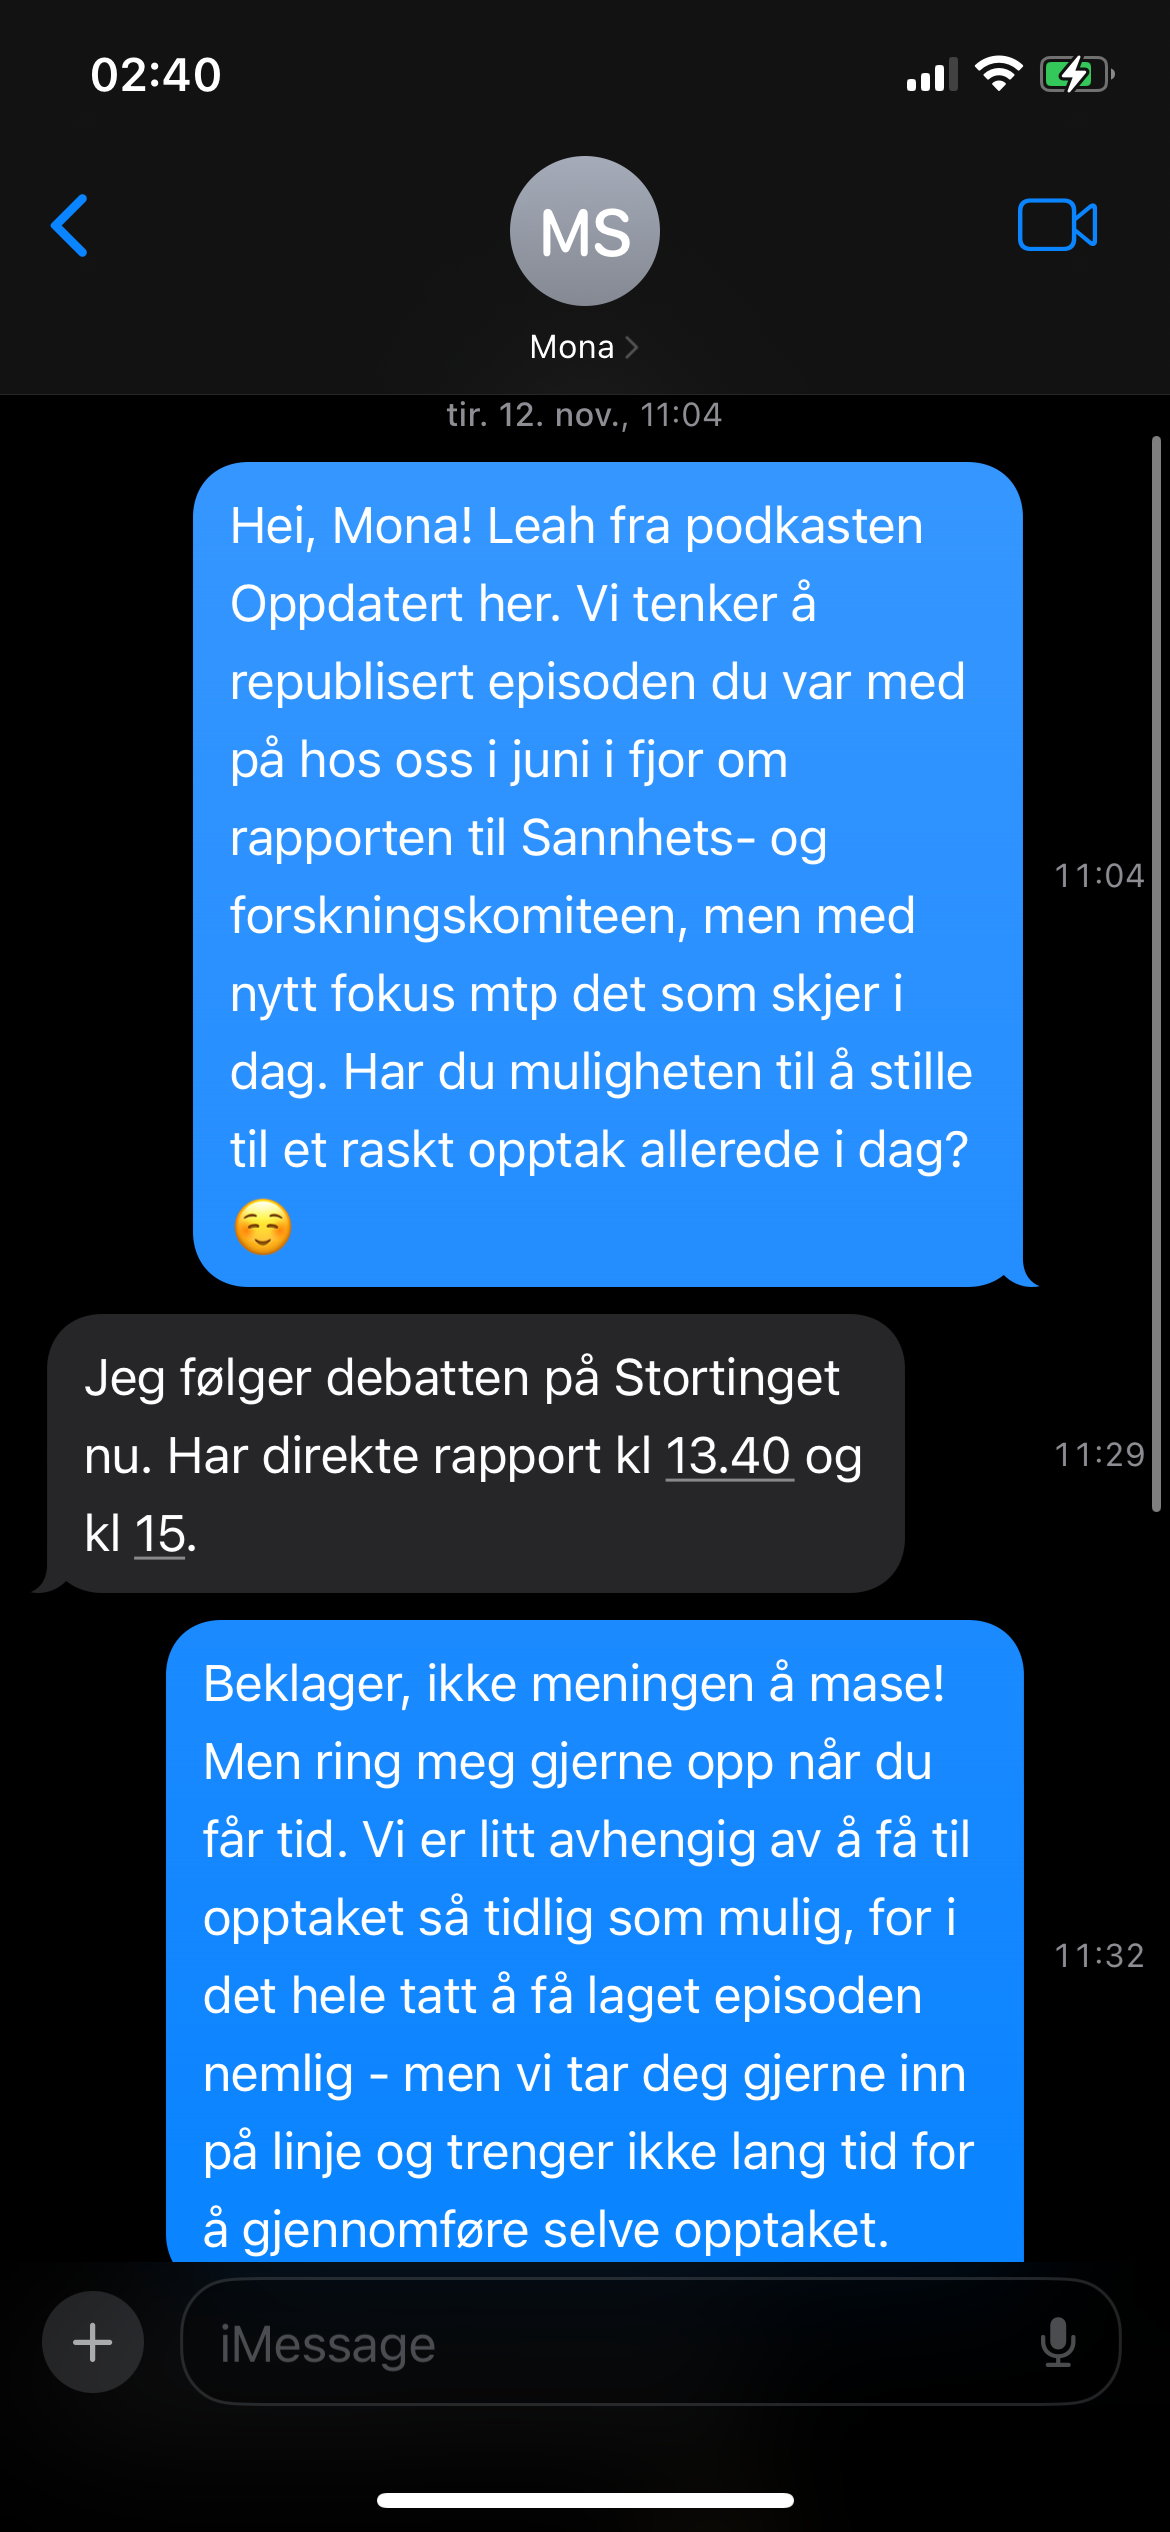 02:40
MS
Mona
tir. 12. nov., 11:04
Hei, Mona! Leah fra podkasten
Oppdatert her. Vi tenker å
republisert episoden du var med
på hos oss i juni i fjor om
rapporten til Sannhets- og
forskningskomiteen, men med
nytt fokus mtp det som skjer i
dag. Har du muligheten til å stille
til et raskt opptak allerede i dag?
☺️
11:04
Jeg følger debatten på Stortinget
nu. Har direkte rapport kl 13.40 og
kl 15.
11:29
Beklager, ikke meningen å mase!
Men ring meg gjerne opp når du
får tid. Vi er litt avhengig av å få til
opptaket så tidlig som mulig, for i
det hele tatt å få laget episoden
nemlig - men vi tar deg gjerne inn
på linje og trenger ikke lang tid for
å gjennomføre selve opptaket.
11:32
iMessage